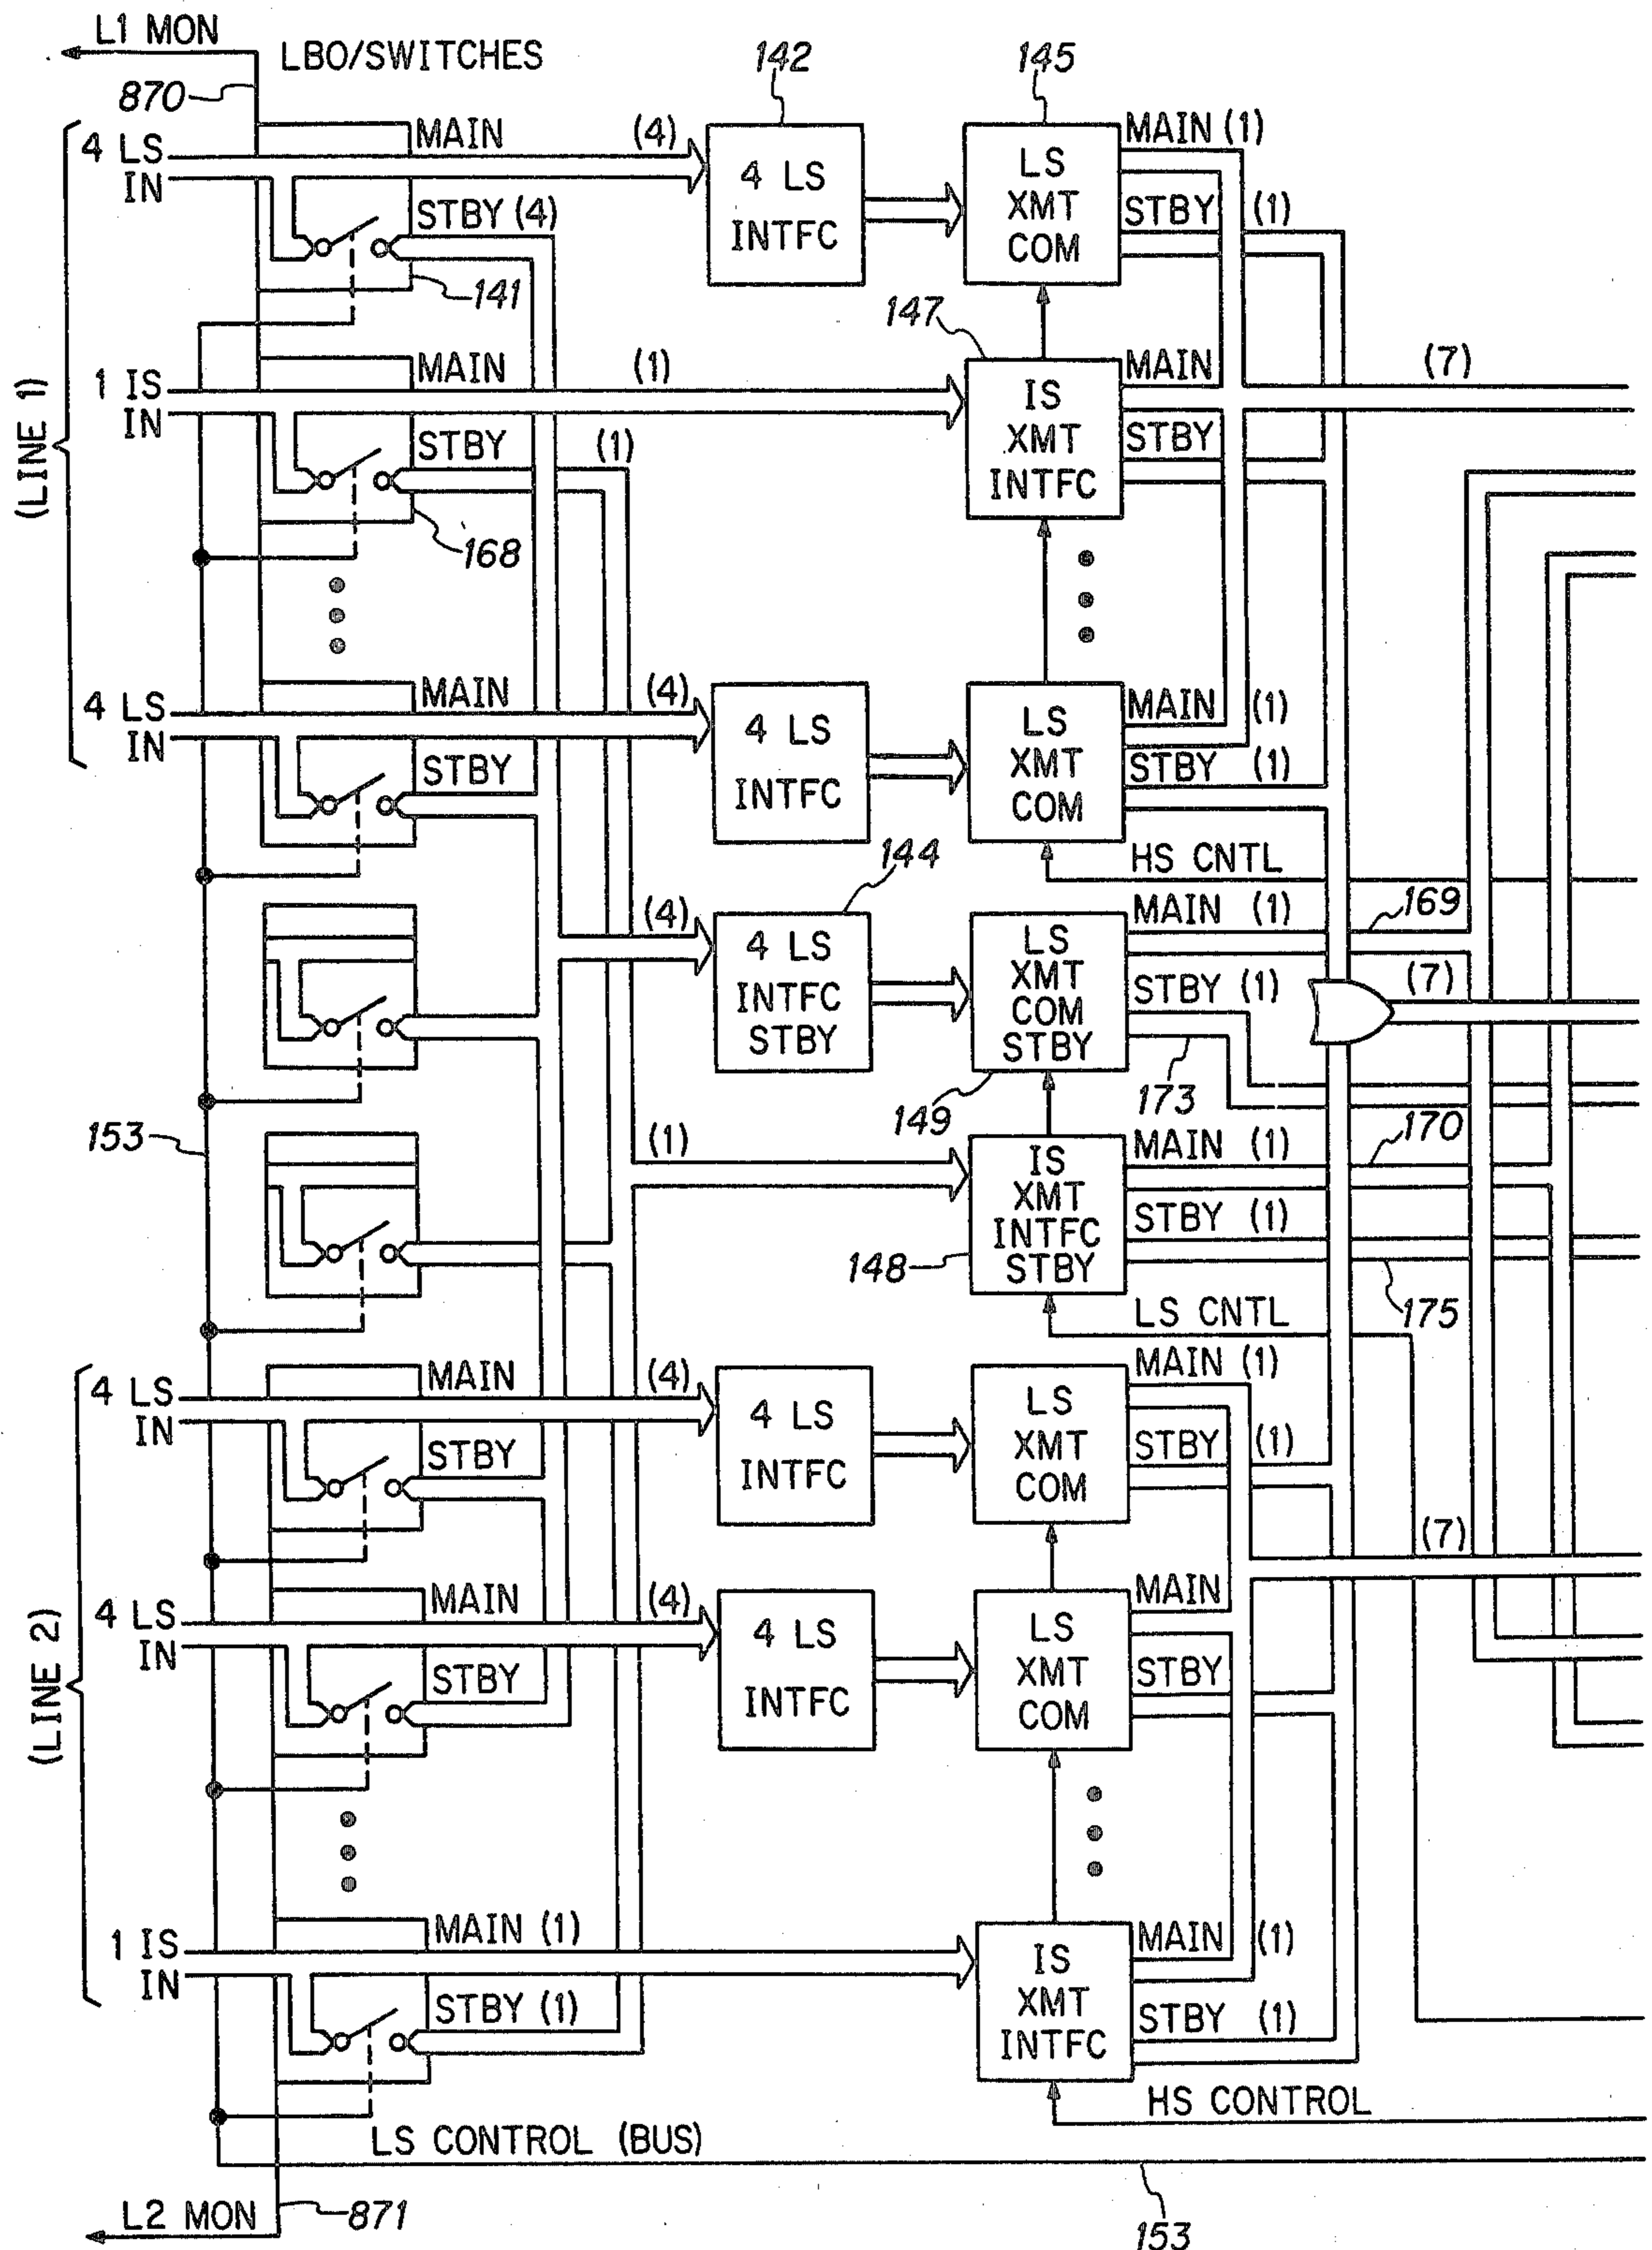 L1 MON
LBO/SWITCHES
142
145
870
(LINE 1)
4 LS
IN
MAIN
(4)
4 LS
INTFC
LS
XMT
COM
MAIN (1)
STBY (4)
STBY (1)
141
147
1 IS
IN
MAIN
(1)
IS
XMT
INTFC
MAIN
(7)
STBY
(1)
STBY
168
4 LS
IN
MAIN
(4)
4 LS
INTFC
LS
XMT
COM
MAIN (1)
STBY
STBY (1)
144
HS CNTL
(4)
4 LS
INTFC
STBY
LS
XMT
COM
STBY
MAIN (1)
169
STBY (1)
(7)
149
173
153
(1)
IS
XMT
INTFC
STBY
MAIN (1)
170
STBY (1)
148
175
LS CNTL
(LINE 2)
4 LS
IN
MAIN
(4)
4 LS
INTFC
LS
XMT
COM
MAIN (1)
STBY
STBY (1)
(7)
4 LS
IN
MAIN
(4)
4 LS
INTFC
LS
XMT
COM
MAIN
STBY
STBY
1 IS
IN
MAIN (1)
IS
XMT
INTFC
MAIN (1)
STBY (1)
STBY (1)
HS CONTROL
LS CONTROL (BUS)
L2 MON
871
153